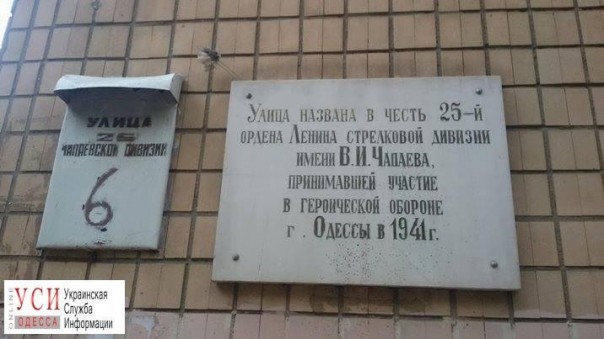 УЛИЦА
25
ЧАПАЕВСКОЙ ДИВИЗИИ
6
УЛИЦА НАЗВАНА В ЧЕСТЬ 25-Й
ОРДЕНА ЛЕНИНА СТРЕЛКОВОЙ ДИВИЗИИ
ИМЕНИ В.И.ЧАПАЕВА,
ПРИНИМАВШЕЙ УЧАСТИЕ
В ГЕРОИЧЕСКОЙ ОБОРОНЕ
Г. ОДЕССЫ В 1941г.
ONLINE
УСИ
ОДЕССА
Украинская
Служба
Информации